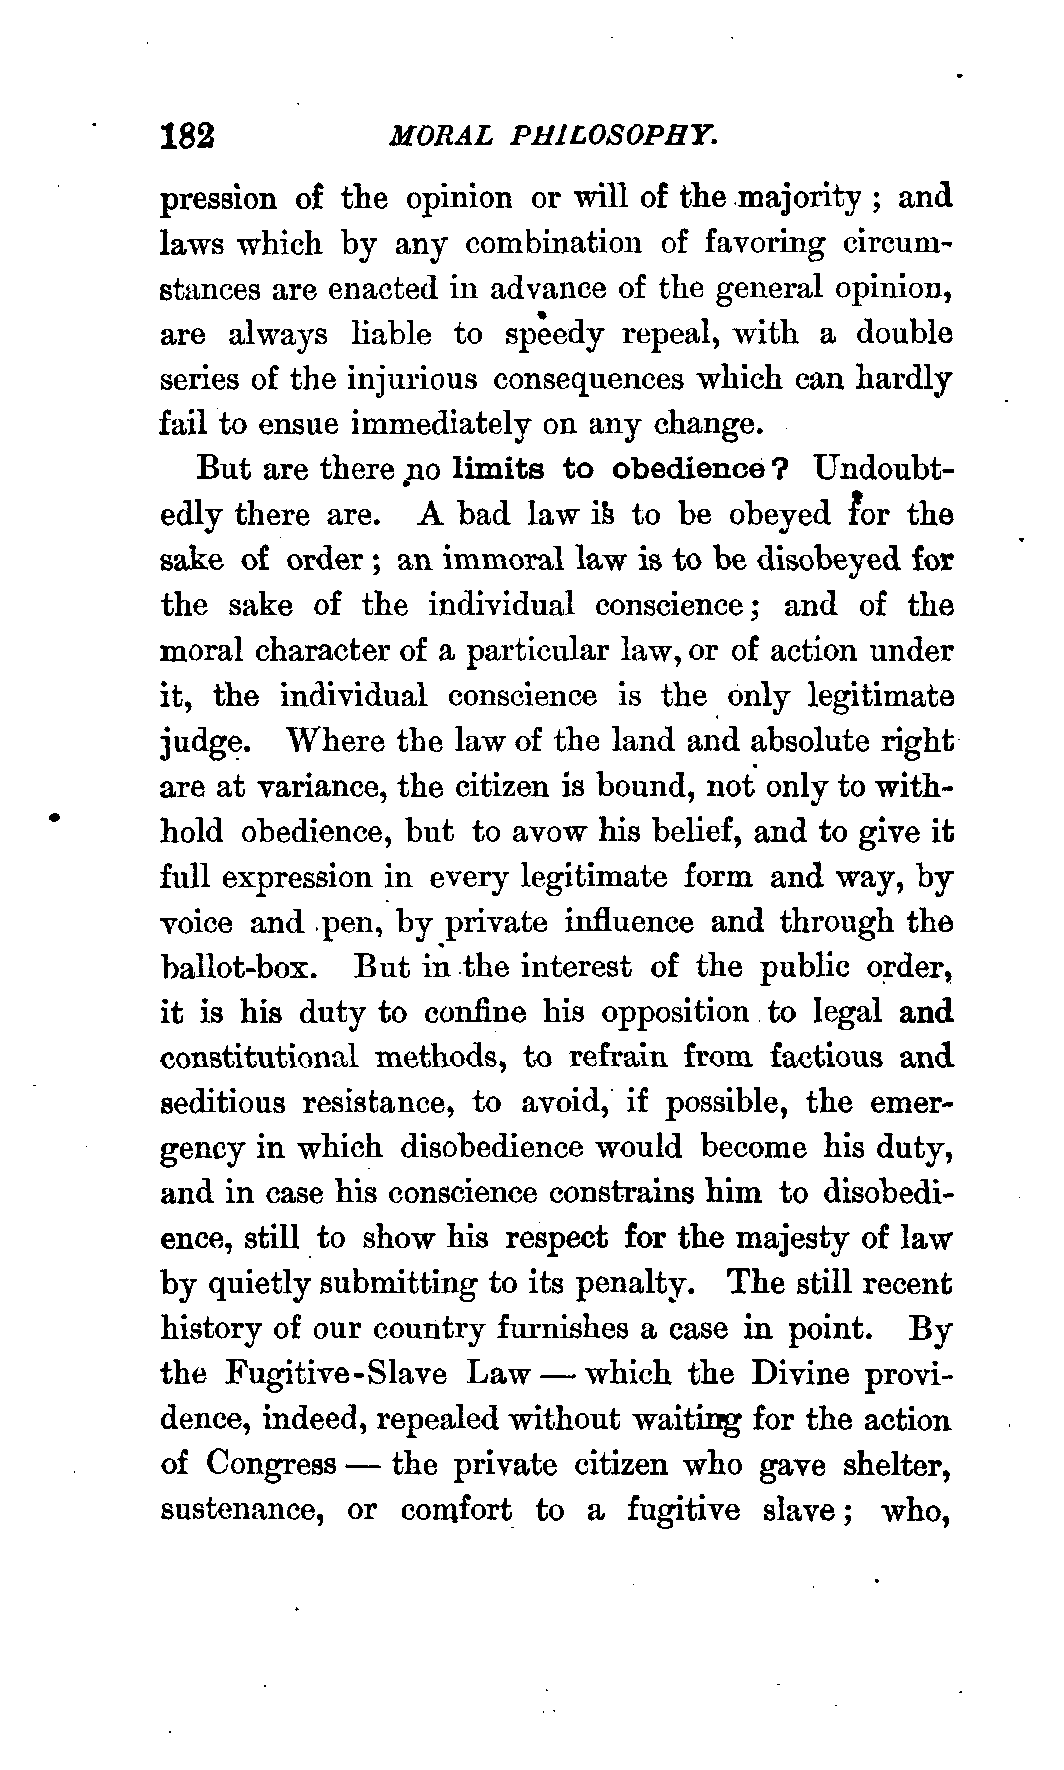 182 MORAL PHILOSOPHY.
pression of the opinion or will of the majority ; and
laws which by any combination of favoring circum-
stances are enacted in advance of the general opinion,
are always liable to speedy repeal, with a double
series of the injurious consequences which can hardly
fail to ensue immediately on any change.
But are there no limits to obedience ? Undoubt-
edly there are. A bad law is to be obeyed for the
sake of order ; an immoral law is to be disobeyed for
the sake of the individual conscience ; and of the
moral character of a particular law, or of action under
it, the individual conscience is the only legitimate
judge. Where the law of the land and absolute right
are at variance, the citizen is bound, not only to with-
hold obedience, but to avow his belief, and to give it
full expression in every legitimate form and way, by
voice and pen, by private influence and through the
ballot-box. But in the interest of the public order,
it is his duty to confine his opposition to legal and
constitutional methods, to refrain from factious and
seditious resistance, to avoid, if possible, the emer-
gency in which disobedience would become his duty,
and in case his conscience constrains him to disobedi-
ence, still to show his respect for the majesty of law
by quietly submitting to its penalty. The still recent
history of our country furnishes a case in point. By
the Fugitive-Slave Law — which the Divine provi-
dence, indeed, repealed without waiting for the action
of Congress — the private citizen who gave shelter,
sustenance, or comfort to a fugitive slave ; who,